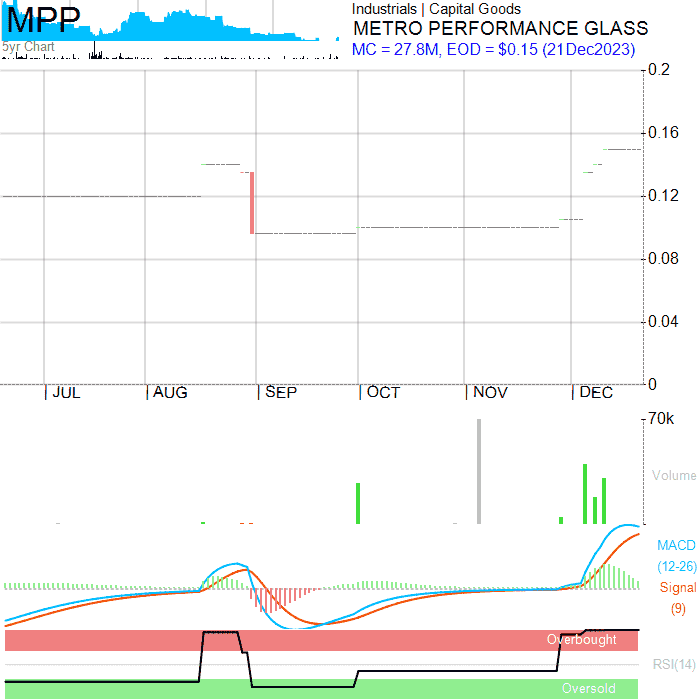 MPP
5yr Chart
Industrials | Capital Goods
METRO PERFORMANCE GLASS
MC = 27.8M, EOD = $0.15 (21Dec2023)
0.2
0.16
0.12
0.08
0.04
0
JUL AUG SEP OCT NOV DEC
70k
Volume
MACD
(12-26)
Signal
(9)
Overbought
RSI(14)
Oversold